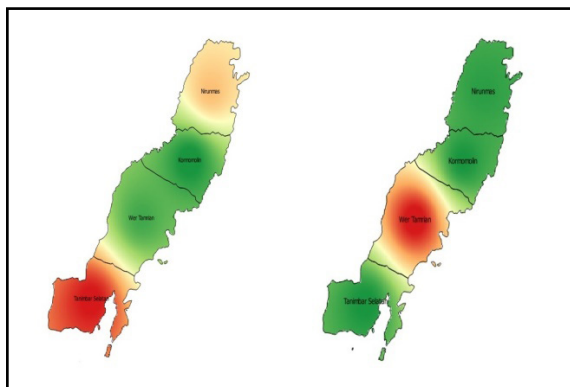 Nirunmas
Kormomolin
Wer Tamrian
Tanimbar Selatan
Nirunmas
Kormomolin
Wer Tamrian
Tanimbar Selatan